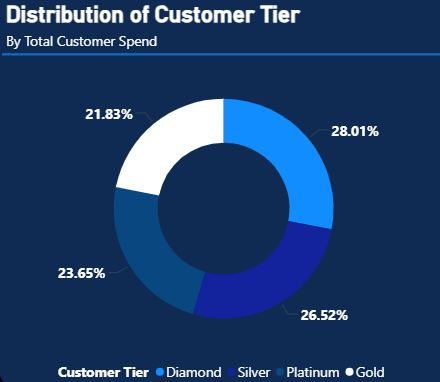 Distribution of Customer Tier
By Total Customer Spend
21.83%
28.01%
23.65%
26.52%
Customer Tier Diamond Silver Platinum Gold